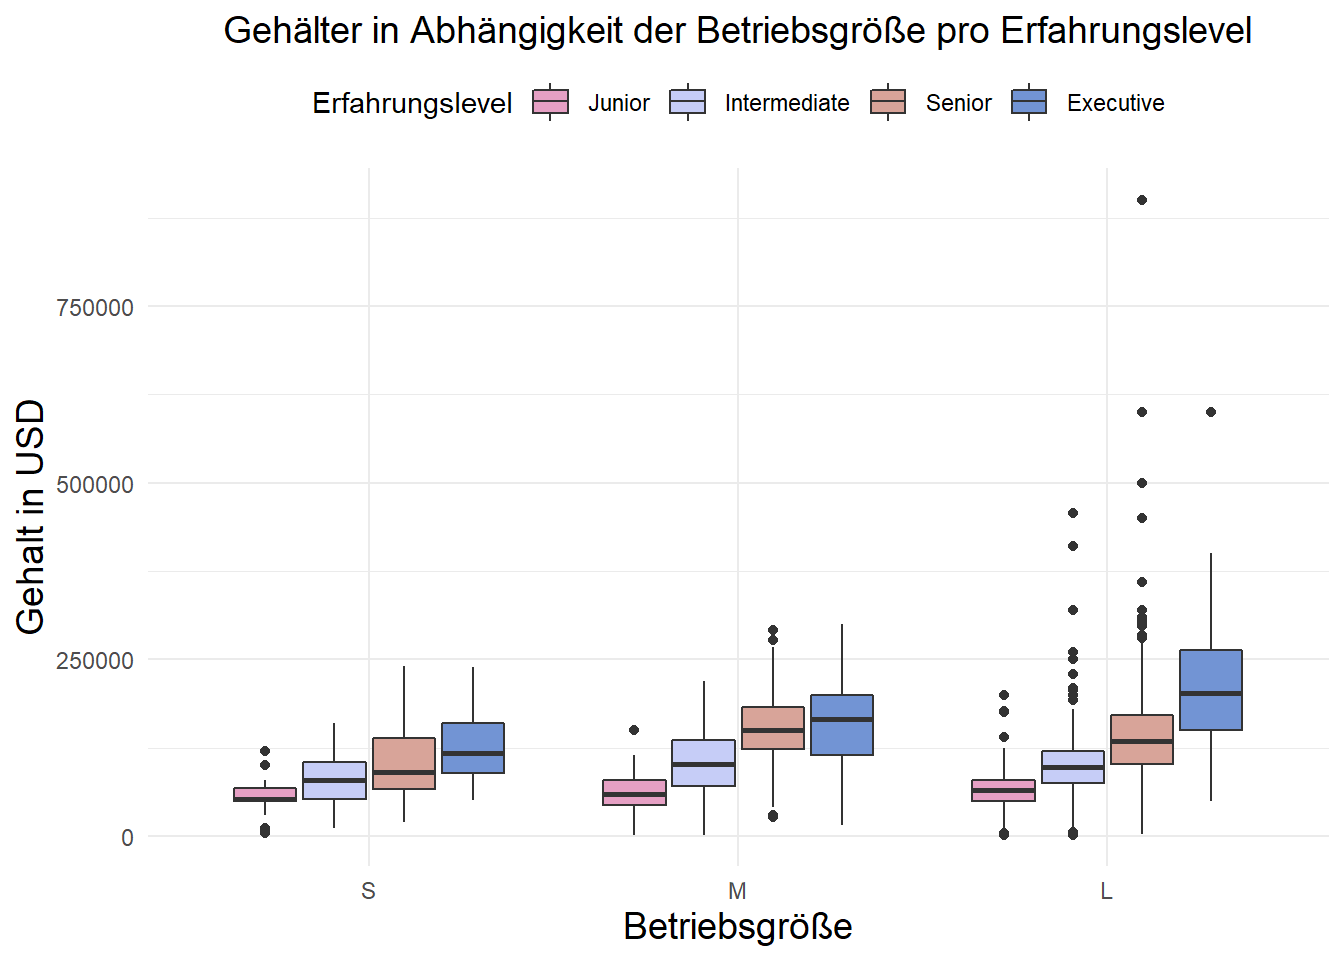 Gehälter in Abhängigkeit der Betriebsgröße pro Erfahrungslevel
Erfahrungslevel Junior Intermediate Senior Executive
Gehalt in USD
750000
500000
250000
0
S M L
Betriebsgröße